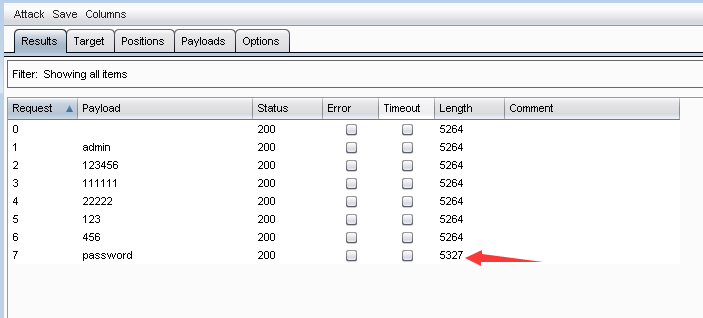 Attack Save Columns
Results Target Positions Payloads Options
Filter: Showing all items
Request Payload Status Error Timeout Length Comment
0 200 5264
1 admin 200 5264
2 123456 200 5264
3 111111 200 5264
4 22222 200 5264
5 123 200 5264
6 456 200 5264
7 password 200 5327